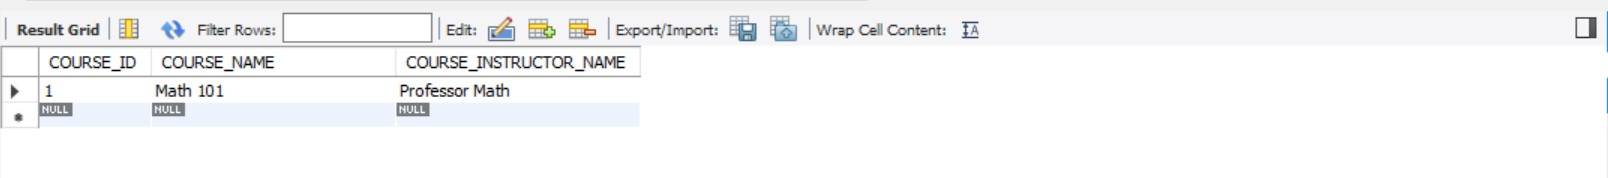 Result Grid Filter Rows: Edit: Export/Import: Wrap Cell Content: IA
COURSE_ID COURSE_NAME COURSE_INSTRUCTOR_NAME
1 Math 101 Professor Math
NULL NULL NULL